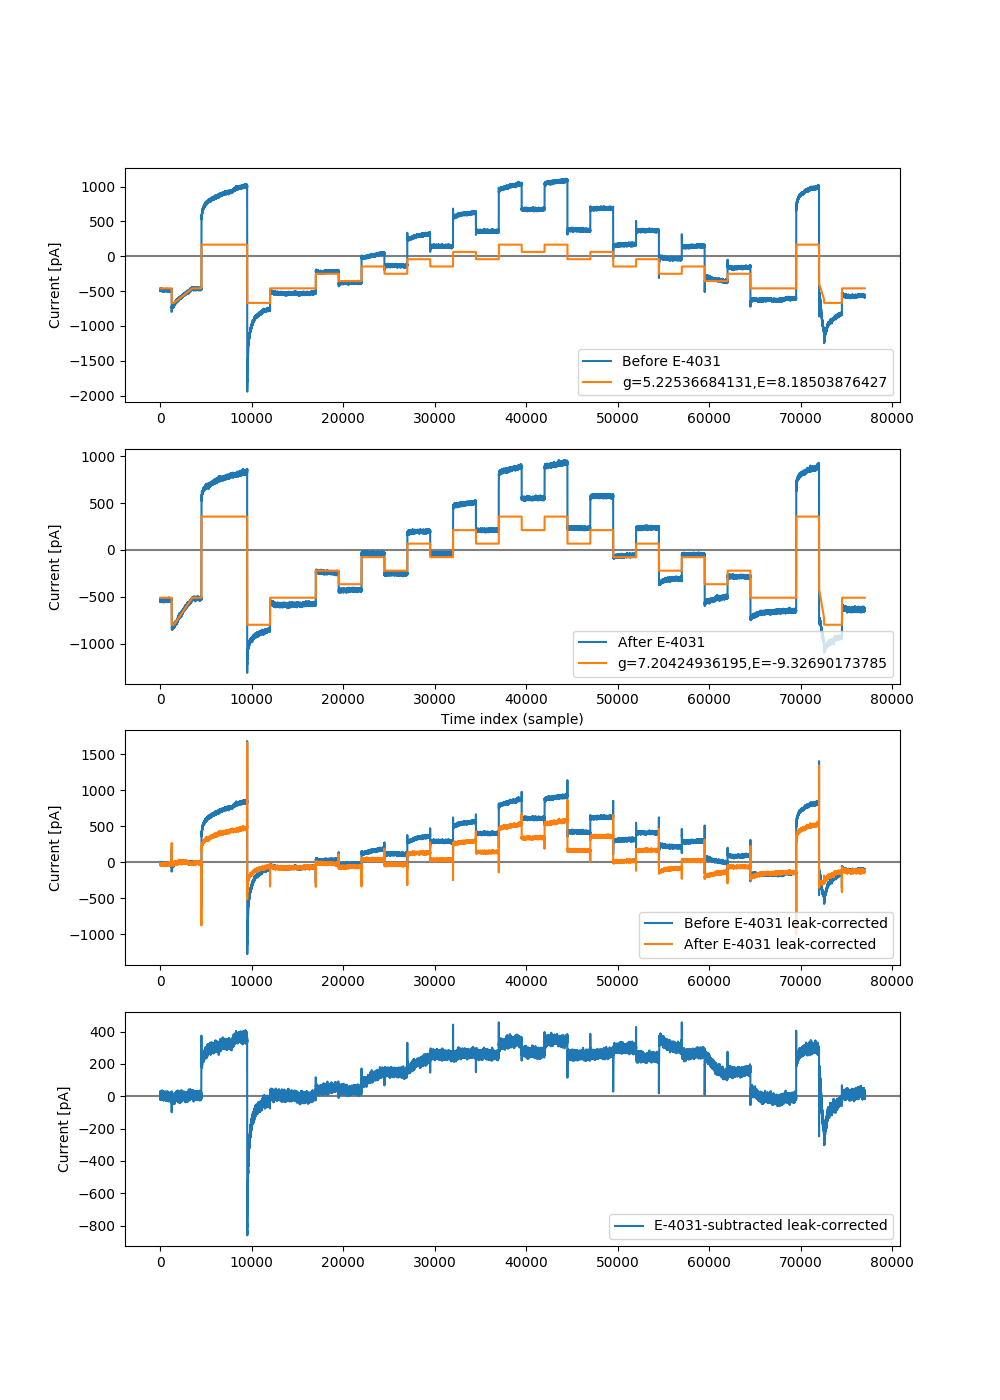 1000
500
0
−500
−1000
−1500
−2000
Current [pA]
Before E-4031
g=5.22536684131,E=8.18503876427
0 10000 20000 30000 40000 50000 60000 70000 80000
1000
500
0
−500
−1000
Current [pA]
After E-4031
g=7.20424936195,E=-9.32690173785
0 10000 20000 30000 40000 50000 60000 70000 80000
Time index (sample)
1500
1000
500
0
−500
−1000
Current [pA]
Before E-4031 leak-corrected
After E-4031 leak-corrected
0 10000 20000 30000 40000 50000 60000 70000 80000
400
200
0
−200
−400
−600
−800
Current [pA]
E-4031-subtracted leak-corrected
0 10000 20000 30000 40000 50000 60000 70000 80000